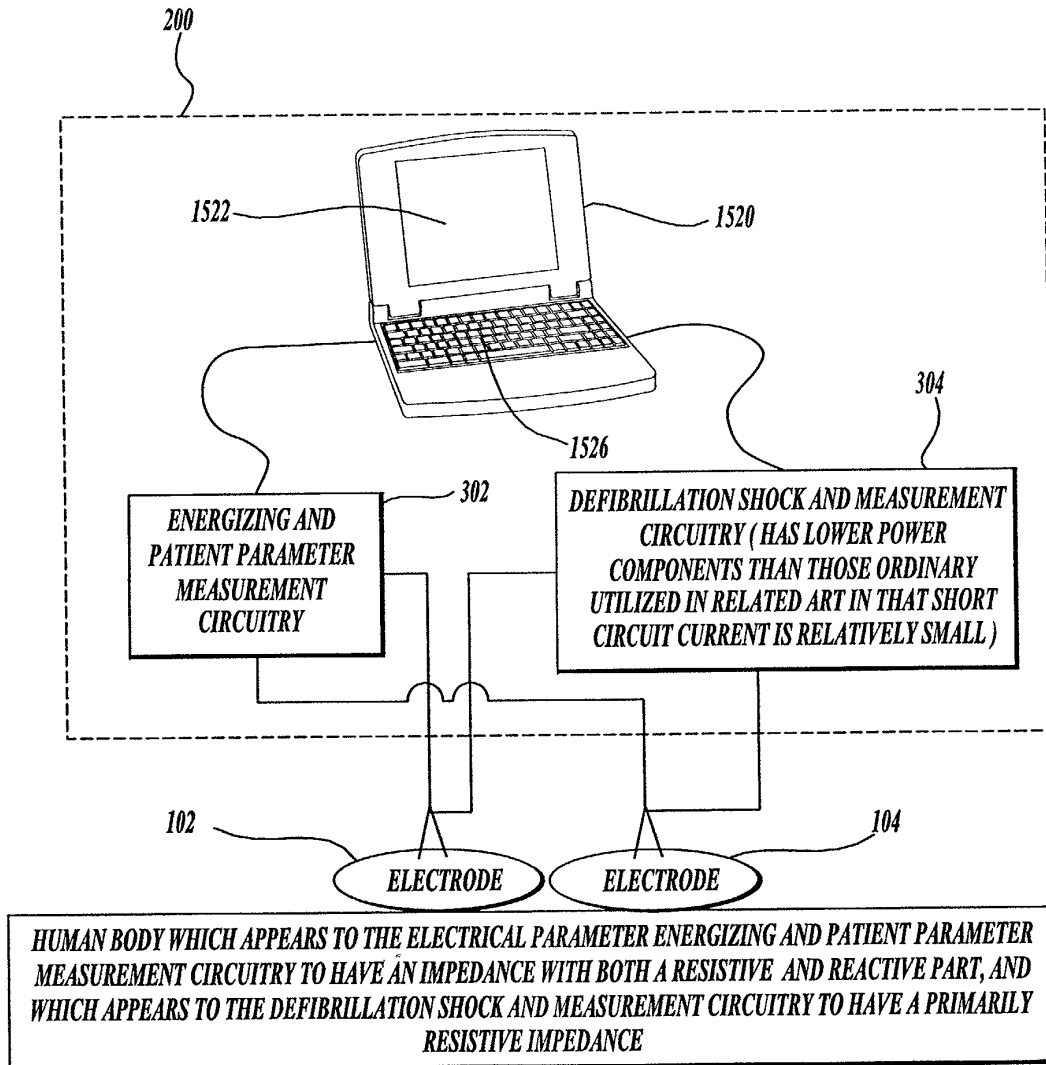 200
1522
1520
1526
304
302
ENERGIZING AND
PATIENT PARAMETER
MEASUREMENT
CIRCUITRY
DEFIBRILLATION SHOCK AND MEASUREMENT
CIRCUITRY ( HAS LOWER POWER
COMPONENTS THAN THOSE ORDINARY
UTILIZED IN RELATED ART IN THAT SHORT
CIRCUIT CURRENT IS RELATIVELY SMALL )
102
104
ELECTRODE
ELECTRODE
HUMAN BODY WHICH APPEARS TO THE ELECTRICAL PARAMETER ENERGIZING AND PATIENT PARAMETER
MEASUREMENT CIRCUITRY TO HAVE AN IMPEDANCE WITH BOTH A RESISTIVE AND REACTIVE PART, AND
WHICH APPEARS TO THE DEFIBRILLATION SHOCK AND MEASUREMENT CIRCUITRY TO HAVE A PRIMARILY
RESISTIVE IMPEDANCE